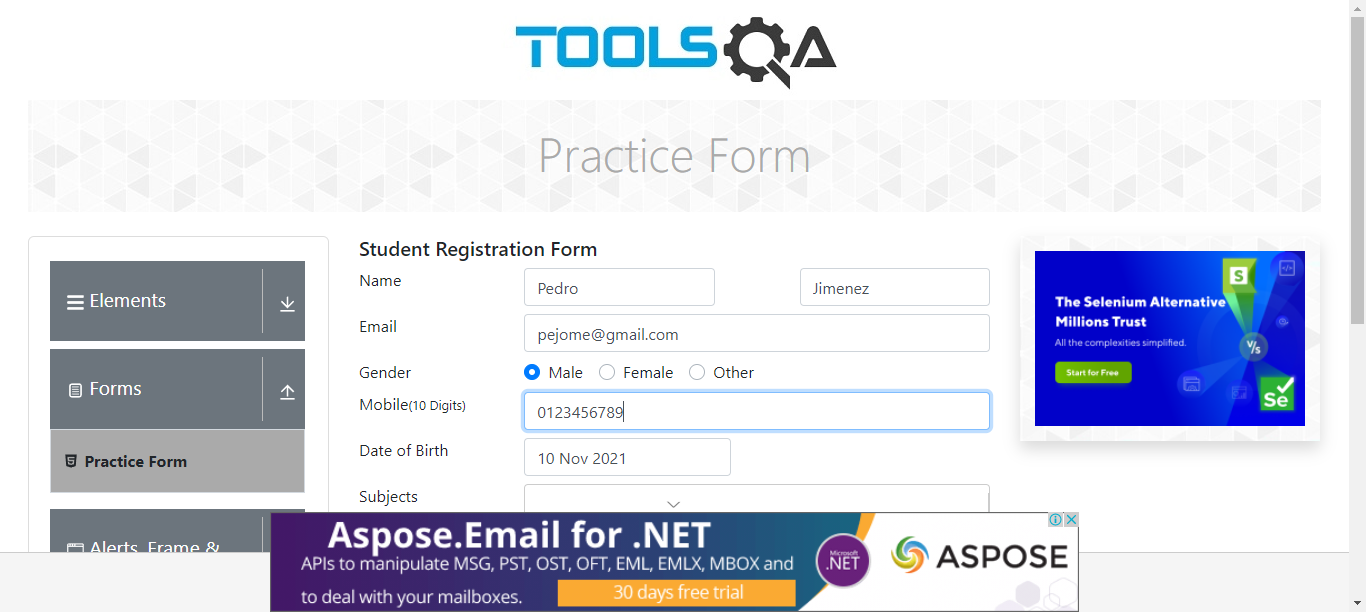 TOOLSQA
Practice Form
Elements
Forms
Practice Form
Alerts, Frame &
Student Registration Form
Name
Pedro
Jimenez
Email
pejome@gmail.com
Gender
Male
Female
Other
Mobile(10 Digits)
0123456789
Date of Birth
10 Nov 2021
Subjects
S
The Selenium Alternative
Millions Trust
All the complexities simplified.
Start for Free
V/s
Se
Aspose.Email for .NET
APIs to manipulate MSG, PST, OST, OFT, EML, EMLX, MBOX and
to deal with your mailboxes.
30 days free trial
Microsoft
.NET
ASPOSE